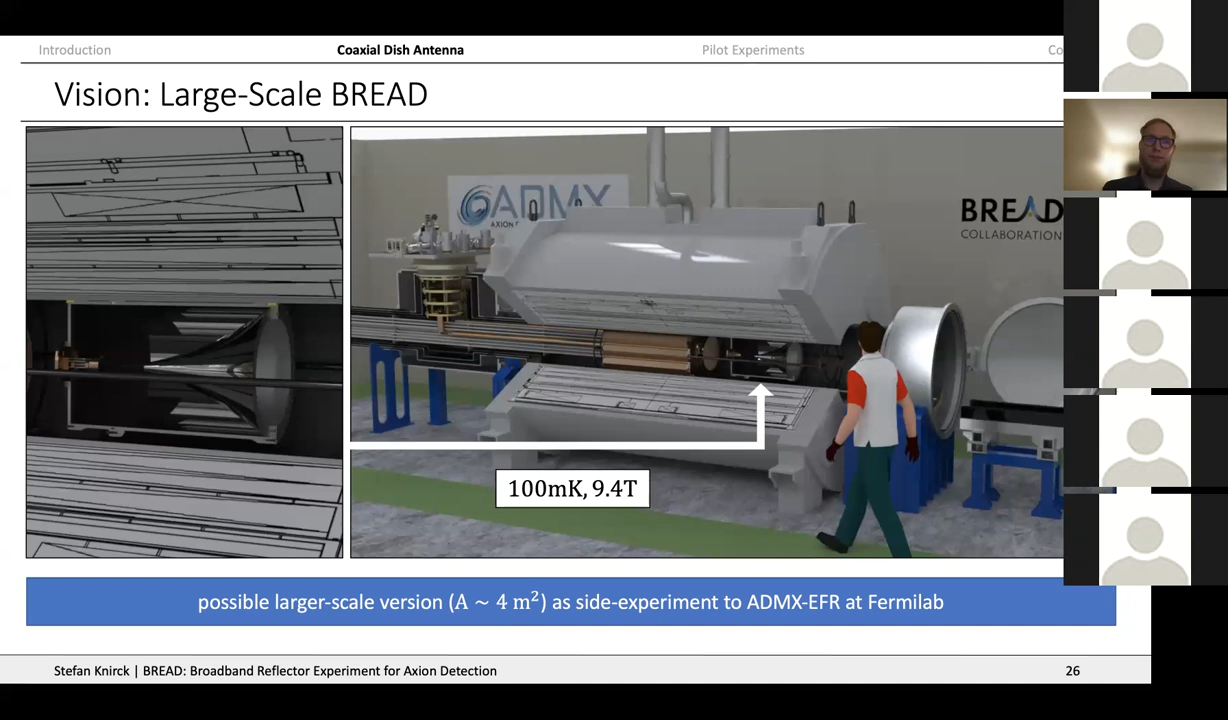 Introduction
Coaxial Dish Antenna
Pilot Experiments
Co
Vision: Large-Scale BREAD
ADMX
AXION
BREAD
COLLABORATION
100mK, 9.4T
possible larger-scale version (A ~ 4 m²) as side-experiment to ADMX-EFR at Fermilab
Stefan Knirck | BREAD: Broadband Reflector Experiment for Axion Detection
26